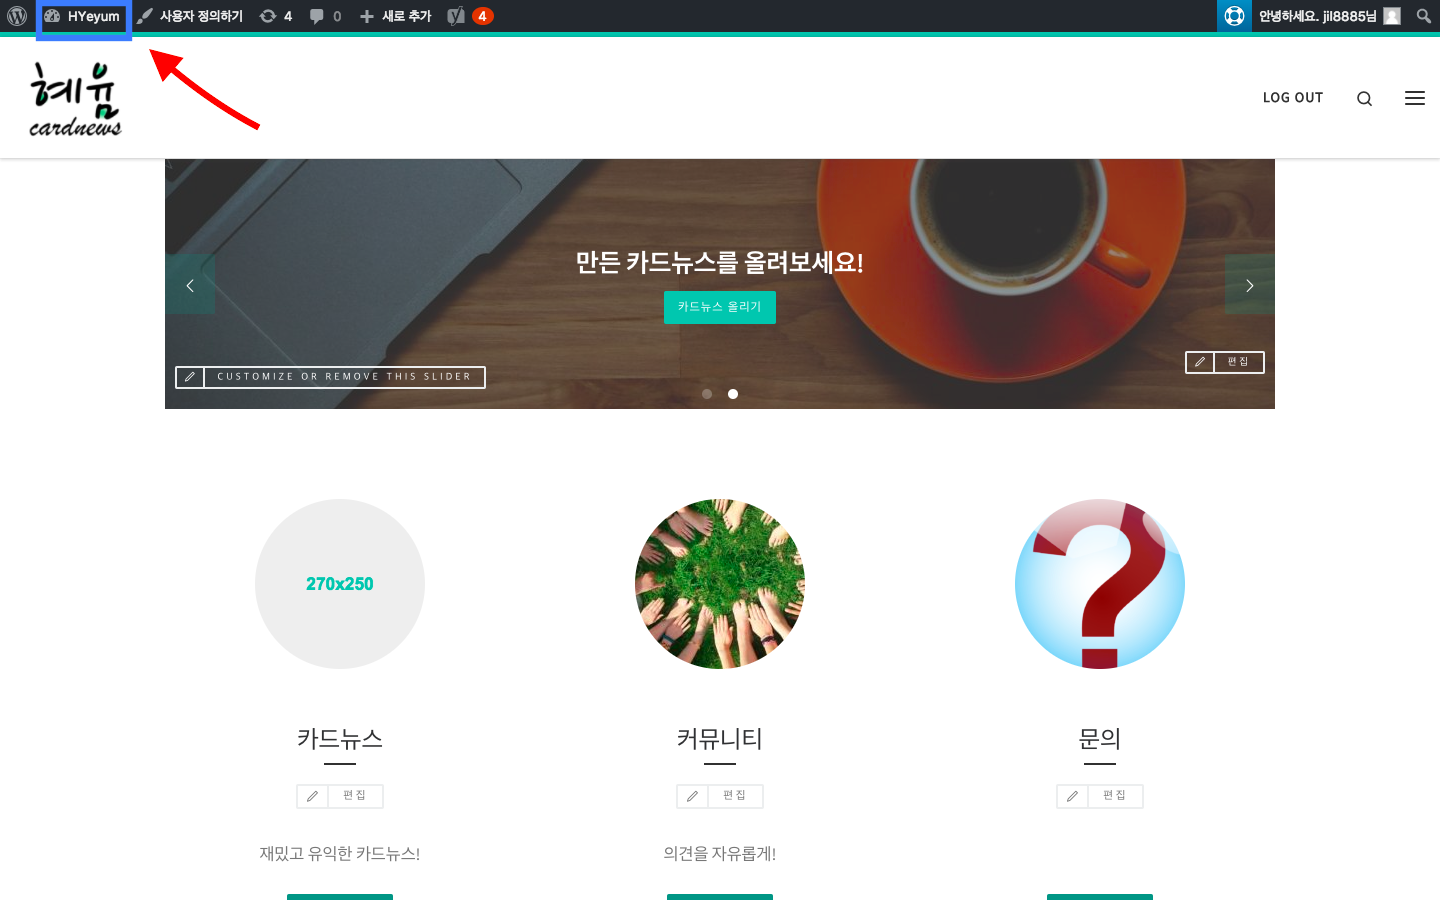 HYeyum 사용자 정의하기 4 0 새로 추가 4 안녕하세요. jil8885님
혜윰
cardnews
LOG OUT
만든 카드뉴스를 올려보세요!
카드뉴스 올리기
편집
CUSTOMIZE OR REMOVE THIS SLIDER
270x250
카드뉴스 커뮤니티 문의
편집 편집 편집
재밌고 유익한 카드뉴스! 의견을 자유롭게!